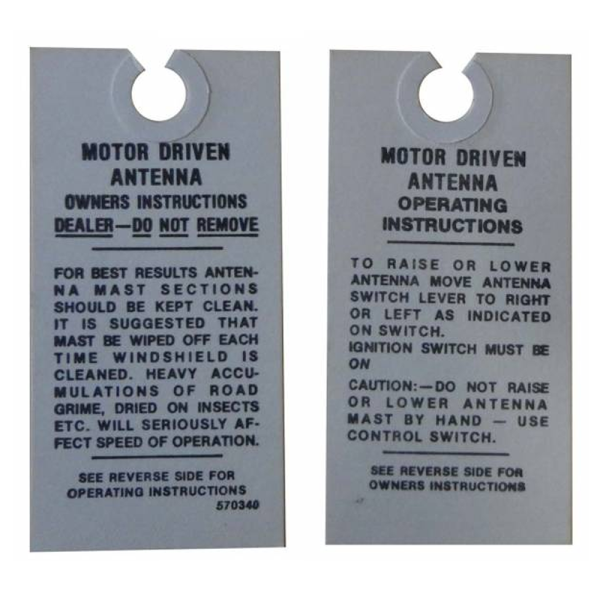 MOTOR DRIVEN
ANTENNA
OWNERS INSTRUCTIONS
DEALER—DO NOT REMOVE
FOR BEST RESULTS ANTEN-
NA MAST SECTIONS
SHOULD BE KEPT CLEAN.
IT IS SUGGESTED THAT
MAST BE WIPED OFF EACH
TIME WINDSHIELD IS
CLEANED. HEAVY ACCU-
MULATIONS OF ROAD
GRIME, DRIED ON INSECTS
ETC. WILL SERIOUSLY AF-
FECT SPEED OF OPERATION.
SEE REVERSE SIDE FOR
OPERATING INSTRUCTIONS
570340
MOTOR DRIVEN
ANTENNA
OPERATING
INSTRUCTIONS
TO RAISE OR LOWER
ANTENNA MOVE ANTENNA
SWITCH LEVER TO RIGHT
OR LEFT AS INDICATED
ON SWITCH.
IGNITION SWITCH MUST BE
ON
CAUTION:—DO NOT RAISE
OR LOWER ANTENNA
MAST BY HAND — USE
CONTROL SWITCH.
SEE REVERSE SIDE FOR
OWNERS INSTRUCTIONS